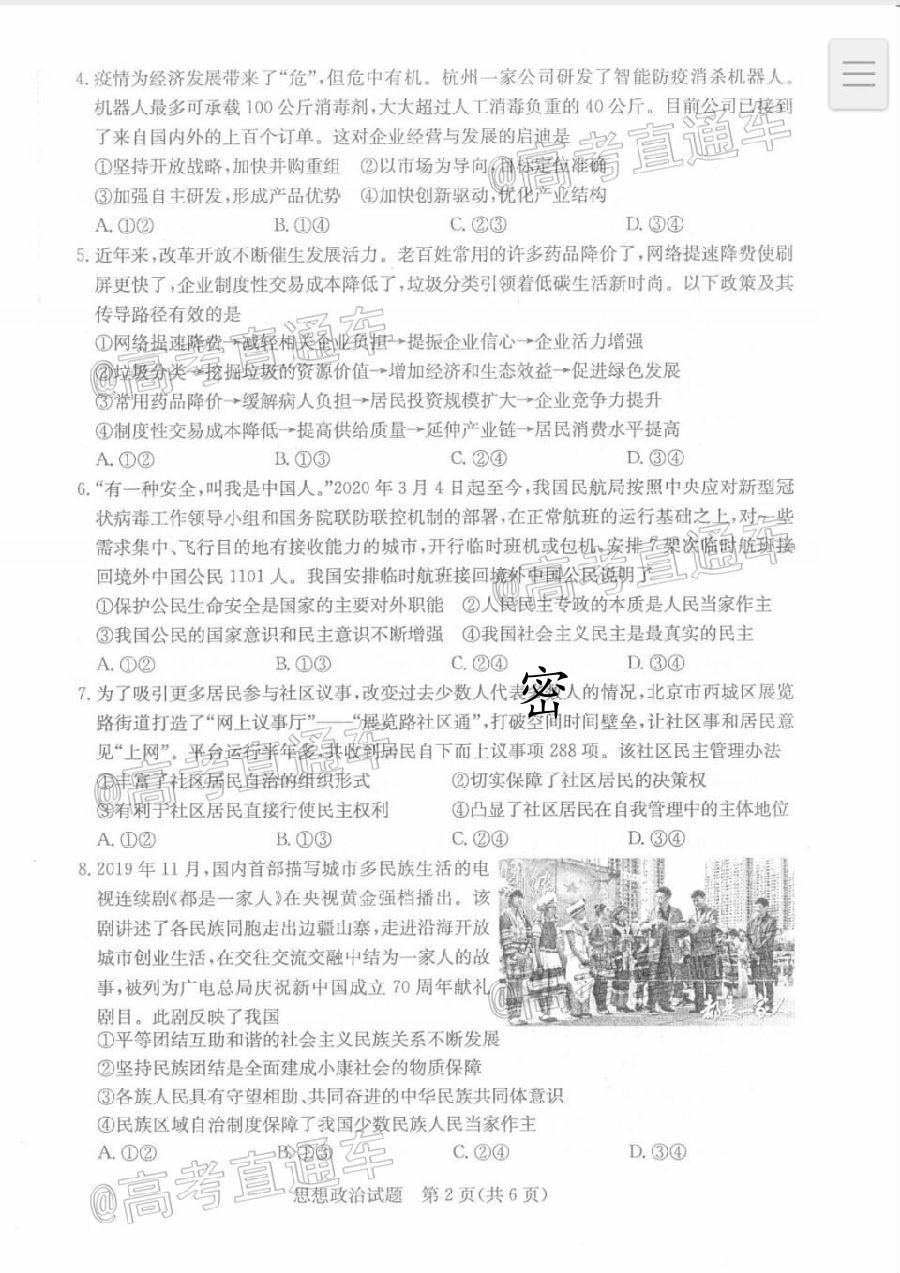 4. 疫情为经济发展带来了“危”,但危中有机。杭州一家公司研发了智能防疫消杀机器人。
机器人最多可承载 100 公斤消毒剂,大大超过人工消毒负重的 40 公斤。目前公司已接到
了来自国内外的上百个订单。这对企业经营与发展的启迪是
①坚持开放战略,加快并购重组 ②以市场为导向,目标定位准确
③加强自主研发,形成产品优势 ④加快创新驱动,优化产业结构
A. ①② B. ①④ C. ②③ D. ③④
5. 近年来,改革开放不断催生发展活力。老百姓常用的许多药品降价了,网络提速降费使刷
屏更快了,企业制度性交易成本降低了,垃圾分类引领着低碳生活新时尚。以下政策及其
传导路径有效的是
①网络提速降费→减轻相关企业负担→提振企业信心→企业活力增强
②垃圾分类→挖掘垃圾的资源价值→增加经济和生态效益→促进绿色发展
③常用药品降价→缓解病人负担→居民投资规模扩大→企业竞争力提升
④制度性交易成本降低→提高供给质量→延伸产业链→居民消费水平提高
A. ①② B. ①③ C. ②④ D. ③④
6. “有一种安全,叫我是中国人。”2020 年 3 月 4 日起至今,我国民航局按照中央应对新型冠
状病毒工作领导小组和国务院联防联控机制的部署,在正常航班的运行基础之上,对一些
需求集中、飞行目的地有接收能力的城市,开行临时班机或包机、安排 7 架次临时航班接
回境外中国公民 1101 人。我国安排临时航班接回境外中国公民说明了
①保护公民生命安全是国家的主要对外职能 ②人民民主专政的本质是人民当家作主
③我国公民的国家意识和民主意识不断增强 ④我国社会主义民主是最真实的民主
A. ①② B. ①③ C. ②④ D. ③④
7. 为了吸引更多居民参与社区议事,改变过去少数人代表 密 人的情况,北京市西城区展览
路街道打造了“网上议事厅”——“展览路社区通”,打破空间时间壁垒,让社区事和居民意
见“上网”。平台运行半年多,共收到居民自下而上议事项 288 项。该社区民主管理办法
①丰富了社区居民自治的组织形式 ②切实保障了社区居民的决策权
③有利于社区居民直接行使民主权利 ④凸显了社区居民在自我管理中的主体地位
A. ①② B. ①③ C. ②④ D. ③④
8. 2019 年 11 月,国内首部描写城市多民族生活的电
视连续剧《都是一家人》在央视黄金强档播出。该
剧讲述了各民族同胞走出边疆山寨,走进沿海开放
城市创业生活,在交往交流交融中结为一家人的故
事,被列为广电总局庆祝新中国成立 70 周年献礼
剧目。此剧反映了我国
都是一家人
①平等团结互助和谐的社会主义民族关系不断发展
②坚持民族团结是全面建成小康社会的物质保障
③各族人民具有守望相助、共同奋进的中华民族共同体意识
④民族区域自治制度保障了我国少数民族人民当家作主
A. ①② B. ①③ C. ②④ D. ③④
思想政治试题 第 2 页(共 6 页)
@高考直通车
@高考直通车
@高考直通车
@高考直通车
@高考直通车
@高考直通车